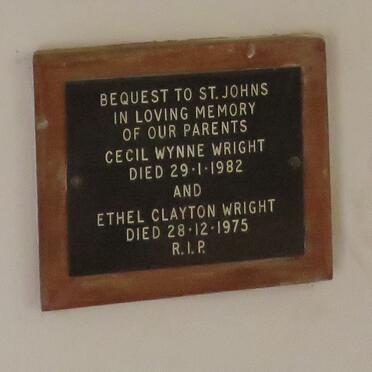 BEQUEST TO ST. JOHNS
IN LOVING MEMORY
OF OUR PARENTS
CECIL WYNNE WRIGHT
DIED 29·1·1982
AND
ETHEL CLAYTON WRIGHT
DIED 28·12·1975
R.I.P.